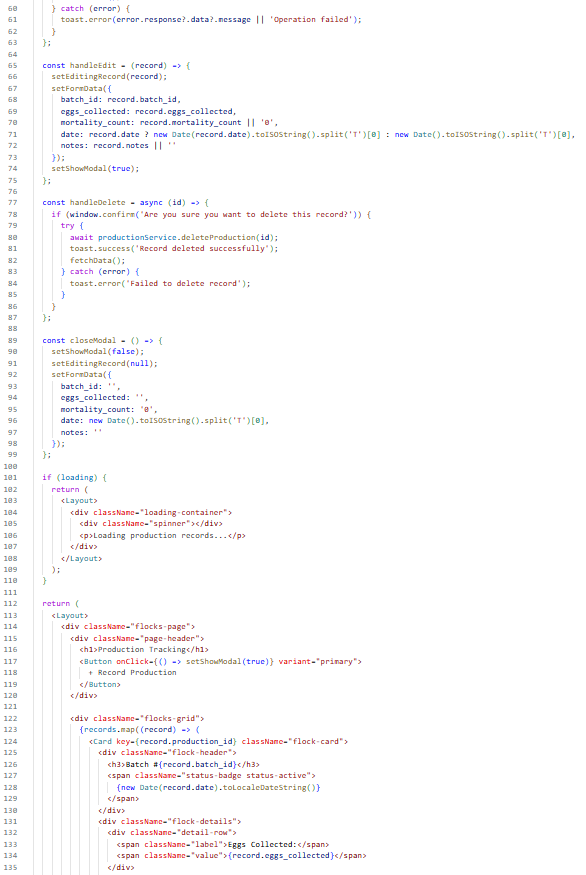 60 } catch (error) {
61 toast.error(error.response?.data?.message || 'Operation failed');
62 }
63 };
64
65 const handleEdit = (record) => {
66 setEditingRecord(record);
67 setFormData({
68 batch_id: record.batch_id,
69 eggs_collected: record.eggs_collected,
70 mortality_count: record.mortality_count || '0',
71 date: record.date ? new Date(record.date).toISOString().split('T')[0] : new Date().toISOString().split('T')[0],
72 notes: record.notes || ''
73 });
74 setShowModal(true);
75 };
76
77 const handleDelete = async (id) => {
78 if (window.confirm('Are you sure you want to delete this record?')) {
79 try {
80 await productionService.deleteProduction(id);
81 toast.success('Record deleted successfully');
82 fetchData();
83 } catch (error) {
84 toast.error('Failed to delete record');
85 }
86 }
87 };
88
89 const closeModal = () => {
90 setShowModal(false);
91 setEditingRecord(null);
92 setFormData({
93 batch_id: '',
94 eggs_collected: '',
95 mortality_count: '0',
96 date: new Date().toISOString().split('T')[0],
97 notes: ''
98 });
99 };
100
101 if (loading) {
102 return (
103 <Layout>
104 <div className="loading-container">
105 <div className="spinner"></div>
106 <p>Loading production records...</p>
107 </div>
108 </Layout>
109 );
110 }
111
112 return (
113 <Layout>
114 <div className="flocks-page">
115 <div className="page-header">
116 <h1>Production Tracking</h1>
117 <Button onClick={() => setShowModal(true)} variant="primary">
118 + Record Production
119 </Button>
120 </div>
121
122 <div className="flocks-grid">
123 {records.map((record) => (
124 <Card key={record.production_id} className="flock-card">
125 <div className="flock-header">
126 <h3>Batch #{record.batch_id}</h3>
127 <span className="status-badge status-active">
128 {new Date(record.date).toLocaleDateString()}
129 </span>
130 </div>
131 <div className="flock-details">
132 <div className="detail-row">
133 <span className="label">Eggs Collected:</span>
134 <span className="value">{record.eggs_collected}</span>
135 </div>